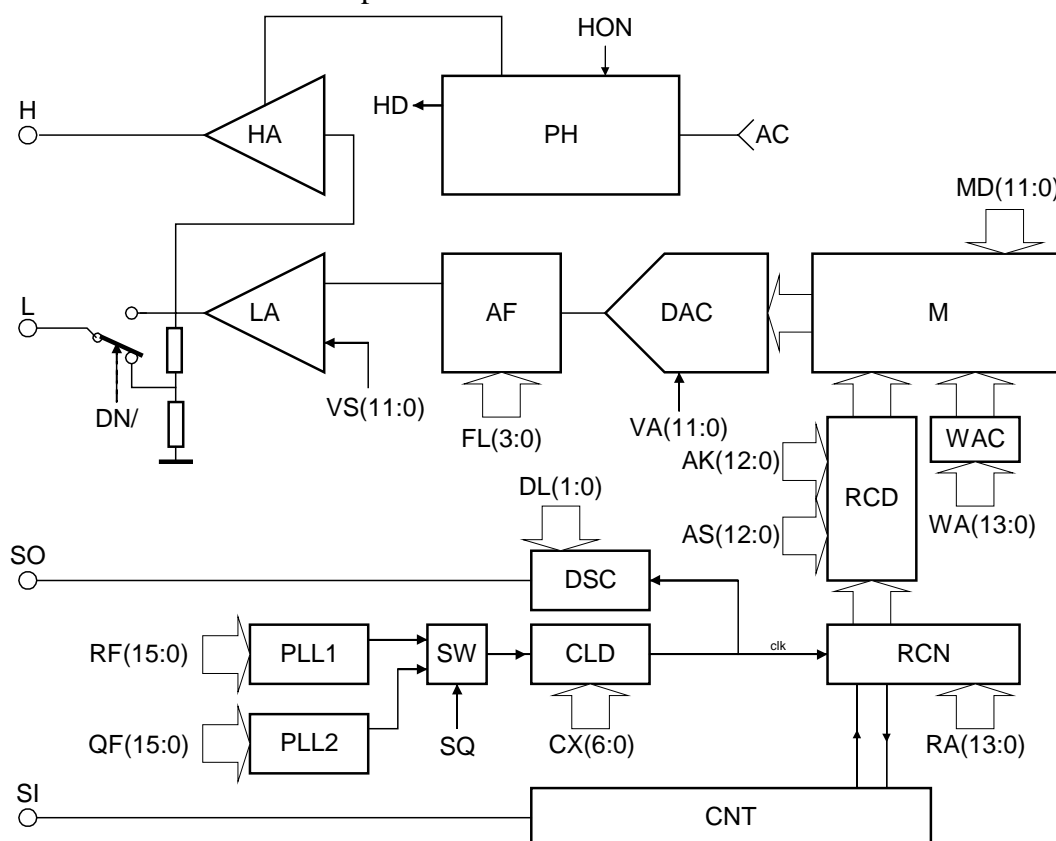 HON
H
HD
HA
PH
AC
MD(11:0)
L
LA
AF
DAC
M
DN/
VS(11:0)
FL(3:0)
VA(11:0)
WAC
AK(12:0)
RCD
DL(1:0)
AS(12:0)
WA(13:0)
SO
DSC
RF(15:0)
PLL1
SW
CLD
clk
RCN
QF(15:0)
PLL2
SQ
CX(6:0)
RA(13:0)
SI
CNT